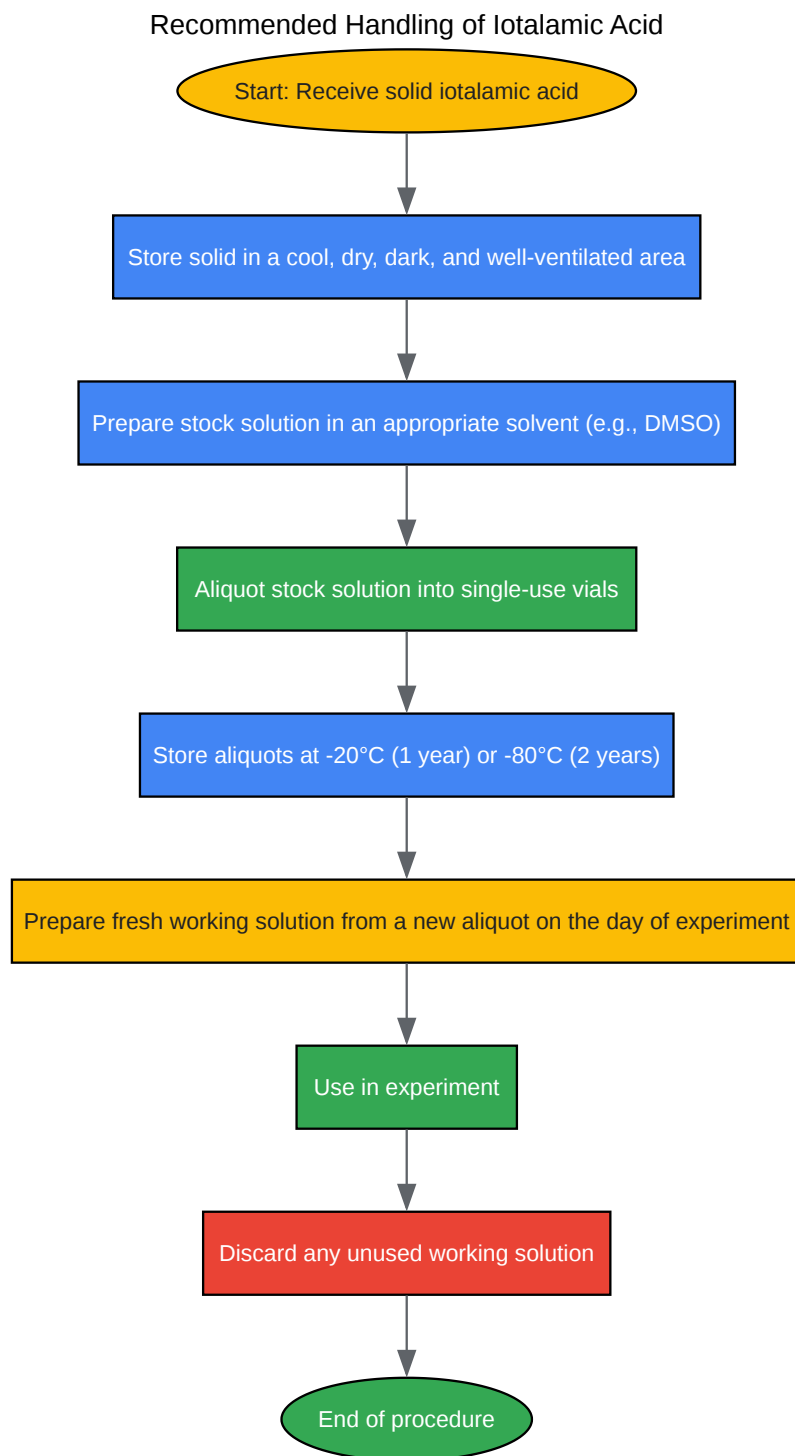 Recommended Handling of Iotalamic Acid
Start: Receive solid iotalamic acid
Store solid in a cool, dry, dark, and well-ventilated area
Prepare stock solution in an appropriate solvent (e.g., DMSO)
Aliquot stock solution into single-use vials
Store aliquots at -20°C (1 year) or -80°C (2 years)
Prepare fresh working solution from a new aliquot on the day of experiment
Use in experiment
Discard any unused working solution
End of procedure